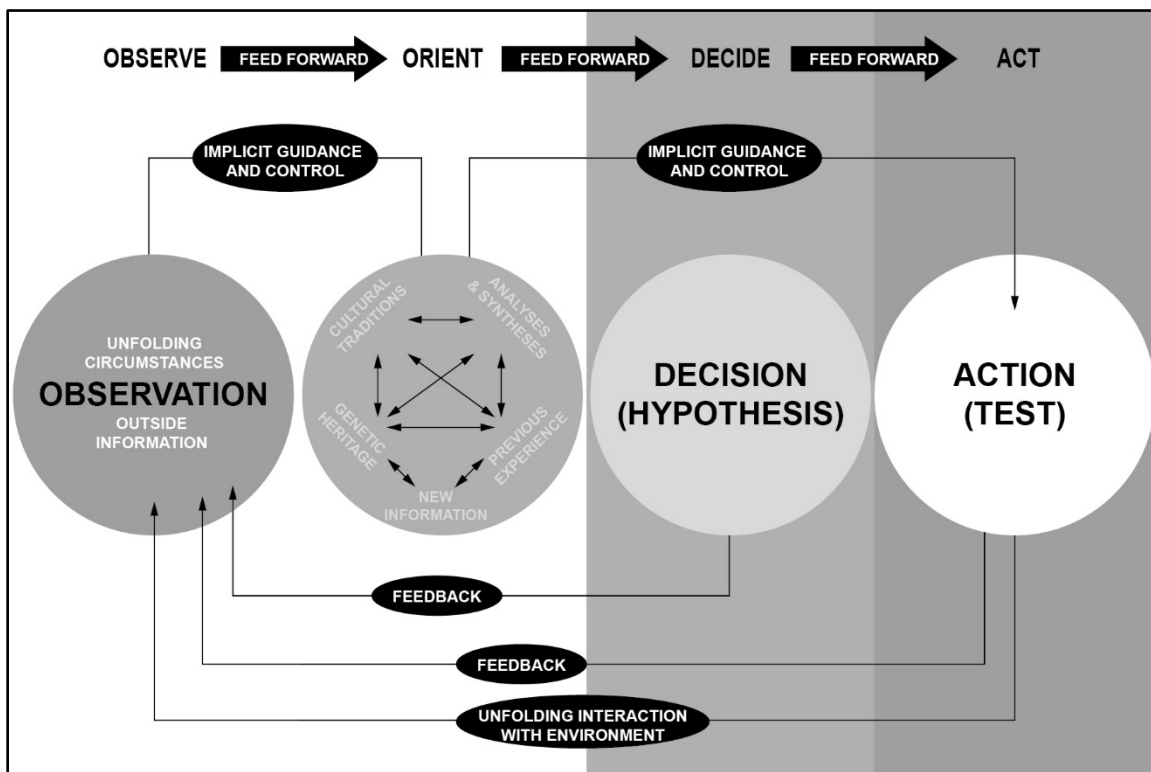 OBSERVE FEED FORWARD ORIENT FEED FORWARD DECIDE FEED FORWARD ACT
IMPLICIT GUIDANCE
AND CONTROL
IMPLICIT GUIDANCE
AND CONTROL
UNFOLDING
CIRCUMSTANCES
OBSERVATION
OUTSIDE
INFORMATION
CULTURAL
TRADITIONS
ANALYSES
& SYNTHESES
GENETIC
HERITAGE
PREVIOUS
EXPERIENCE
NEW
INFORMATION
DECISION
(HYPOTHESIS)
ACTION
(TEST)
FEEDBACK
FEEDBACK
UNFOLDING INTERACTION
WITH ENVIRONMENT